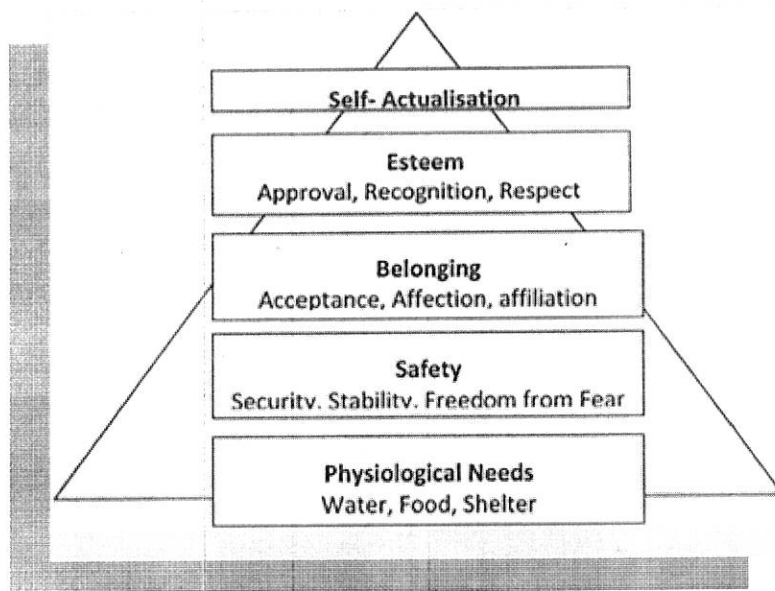 Self- Actualisation
Esteem
Approval, Recognition, Respect
Belonging
Acceptance, Affection, affiliation
Safety
Security, Stability, Freedom from Fear
Physiological Needs
Water, Food, Shelter